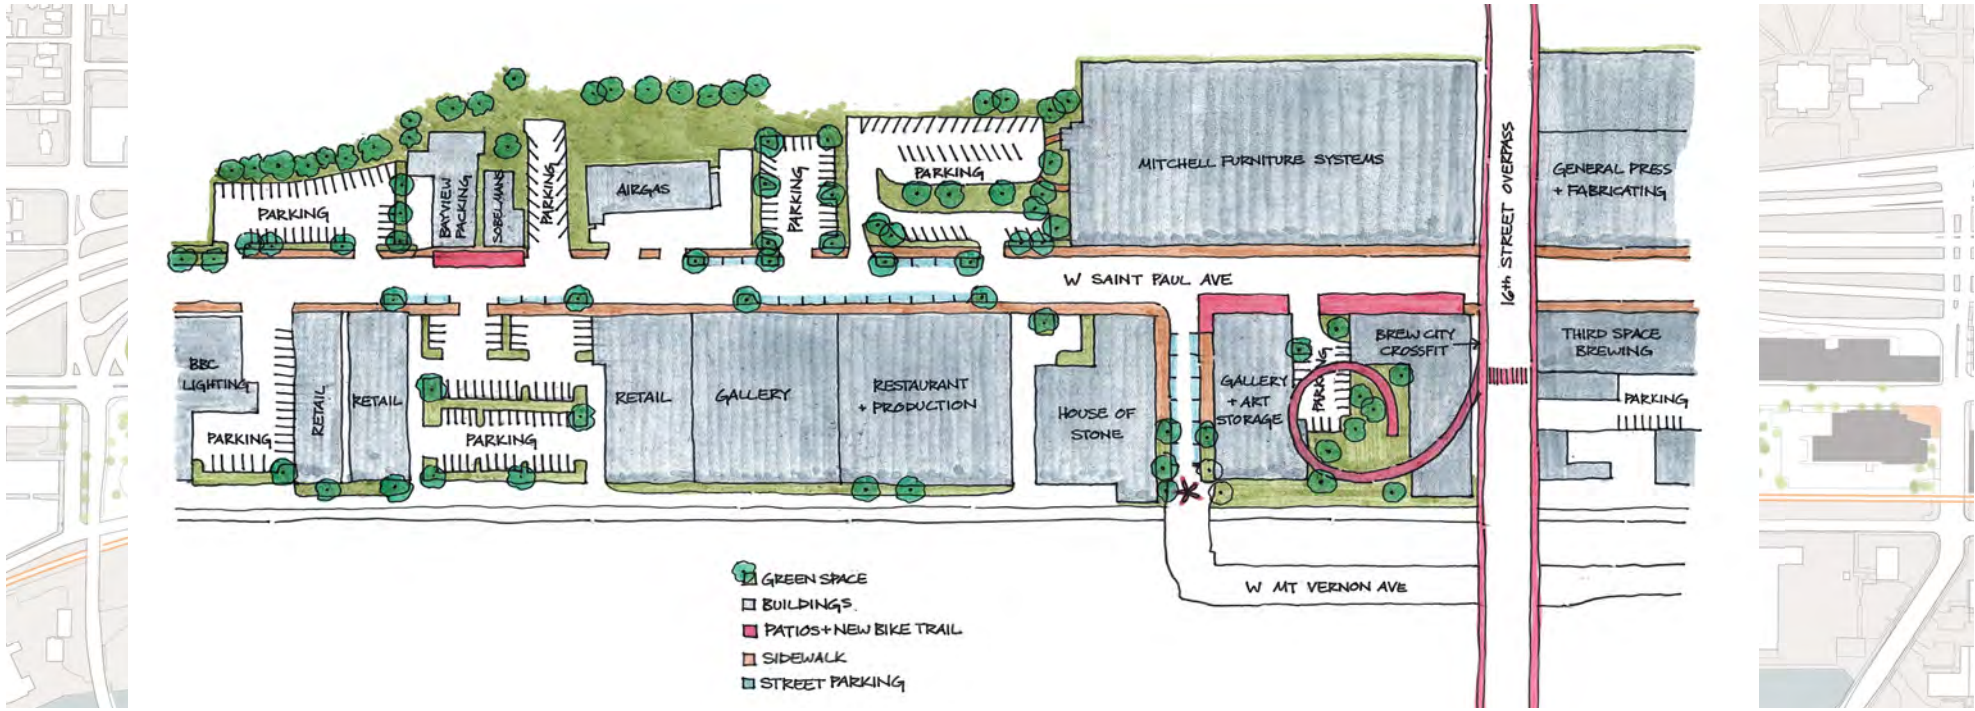 PARKING
BAYVIEW
PACKING
SOBELMANS
PARKING
AIRGAS
PARKING
PARKING
MITCHELL FURNITURE SYSTEMS
16th STREET OVERPASS
GENERAL PRESS
+ FABRICATING
W SAINT PAUL AVE
BBC
LIGHTING
PARKING
RETAIL
RETAIL
PARKING
RETAIL
GALLERY
RESTAURANT
+ PRODUCTION
HOUSE OF
STONE
GALLERY
+ ART
STORAGE
PARKING
BREW CITY
CROSSFIT
THIRD SPACE
BREWING
PARKING
W MT VERNON AVE
GREEN SPACE
BUILDINGS.
PATIOS+NEW BIKE TRAIL
SIDEWALK
STREET PARKING